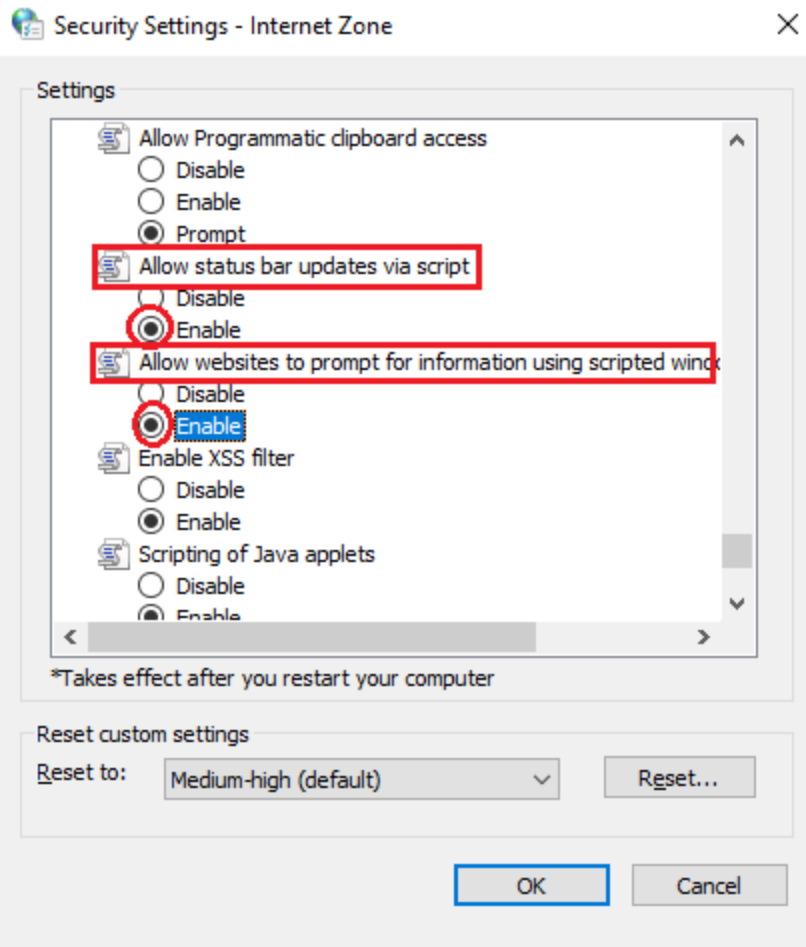 Security Settings - Internet Zone
Settings
Allow Programmatic clipboard access
Disable
Enable
Prompt
Allow status bar updates via script
Disable
Enable
Allow websites to prompt for information using scripted
Disable
Enable
Enable XSS filter
Disable
Enable
Scripting of Java applets
Disable
Enable
*Takes effect after you restart your computer
Reset custom settings
Reset to:
Medium-high (default)
Reset...
OK
Cancel